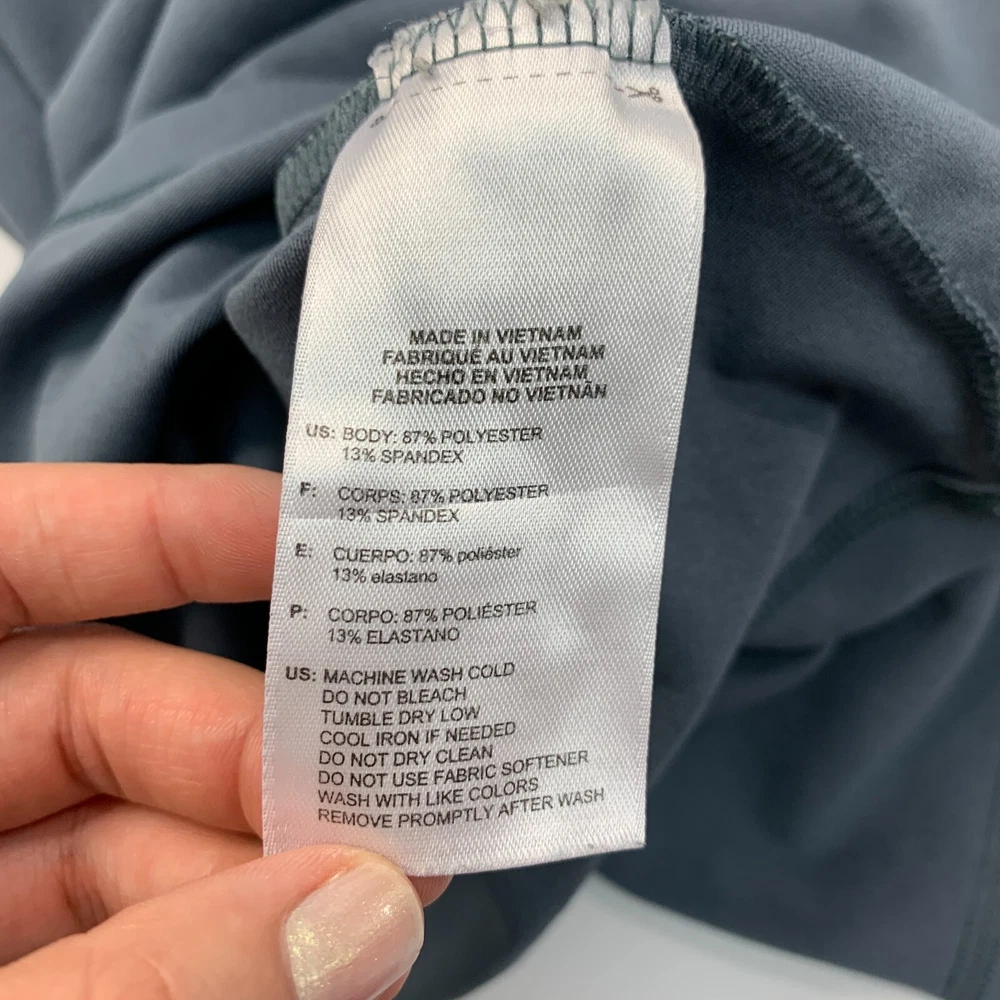 MADE IN VIETNAM
FABRIQUÉ AU VIETNAM
HECHO EN VIETNAM
FABRICADO NO VIETNÃN
US: BODY: 87% POLYESTER
13% SPANDEX
F: CORPS: 87% POLYESTER
13% SPANDEX
E: CUERPO: 87% poliéster
13% elastano
P: CORPO: 87% POLIÉSTER
13% ELASTANO
US: MACHINE WASH COLD
DO NOT BLEACH
TUMBLE DRY LOW
COOL IRON IF NEEDED
DO NOT DRY CLEAN
DO NOT USE FABRIC SOFTENER
WASH WITH LIKE COLORS
REMOVE PROMPTLY AFTER WASH